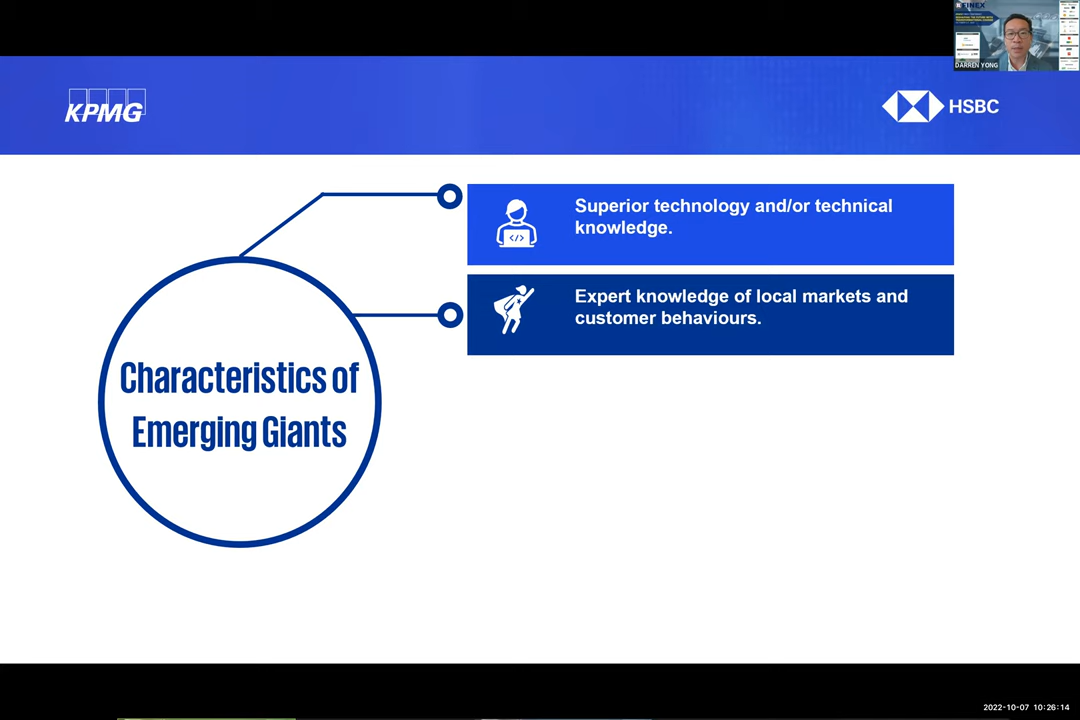 REFINEX
DARREN YONG
KPMG
HSBC
Superior technology and/or technical
knowledge.
Expert knowledge of local markets and
customer behaviours.
Characteristics of
Emerging Giants
2022-10-07 10:26:14